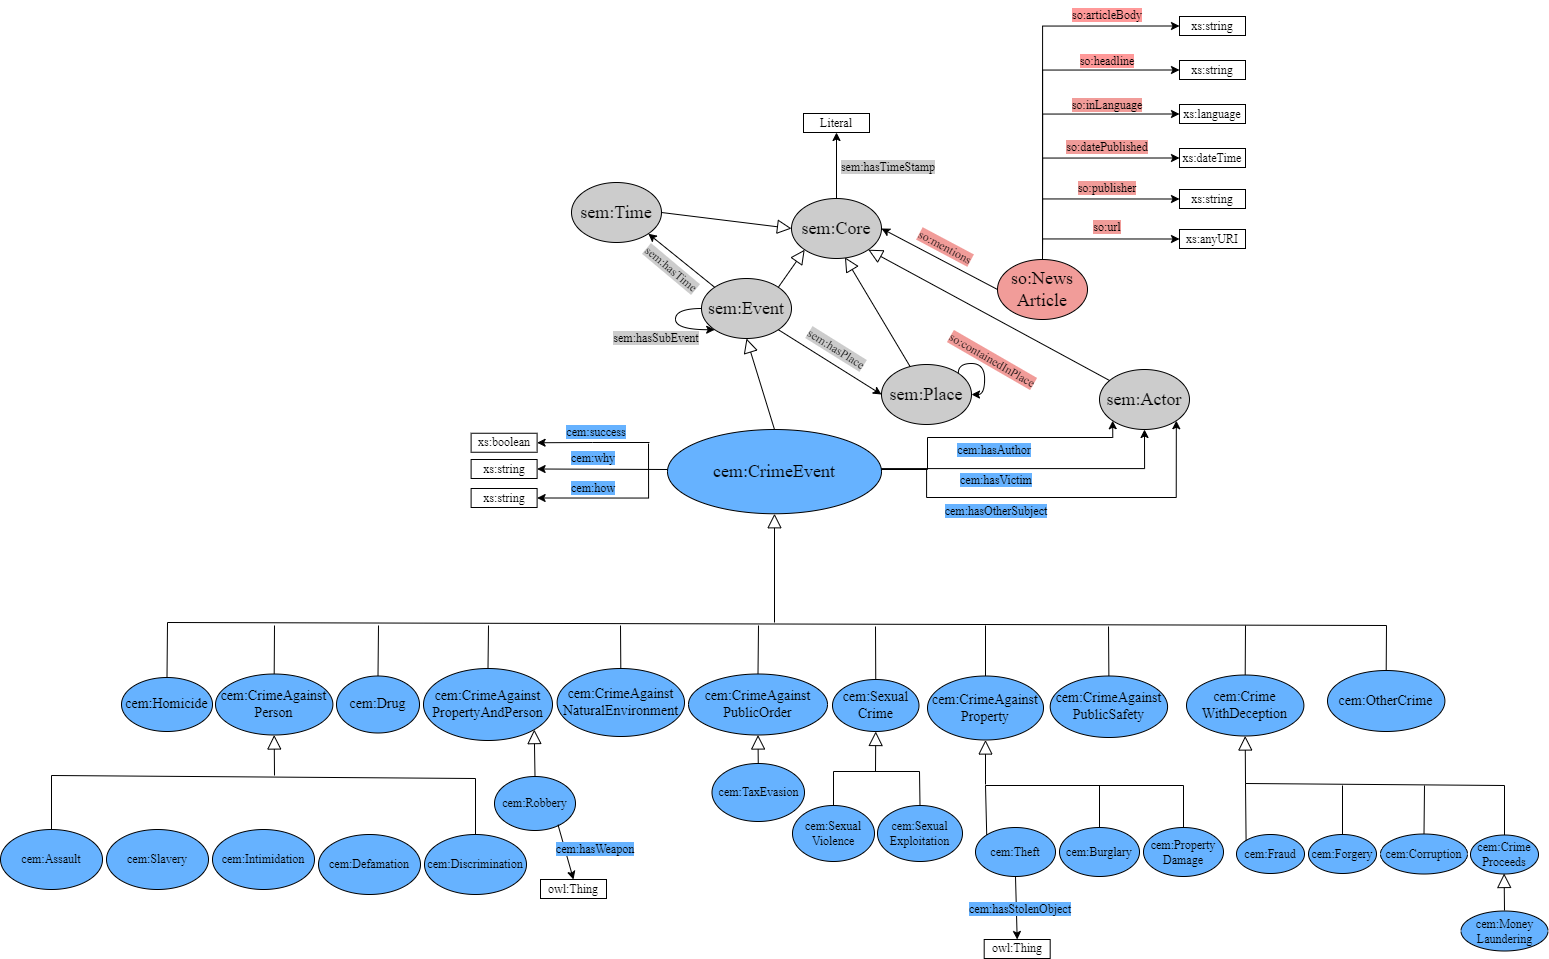 so:articleBody
xs:string
so:headline
xs:string
so:inLanguage
xs:language
Literal
so:datePublished
xs:dateTime
sem:hasTimeStamp
so:publisher
xs:string
sem:Time
sem:Core
so:url
xs:anyURI
so:mentions
sem:hasTime
so:News
Article
sem:Event
sem:hasSubEvent
sem:hasPlace
so:containedInPlace
sem:Place
sem:Actor
cem:success
xs:boolean
cem:hasAuthor
cem:why
xs:string
cem:CrimeEvent
cem:hasVictim
cem:how
xs:string
cem:hasOtherSubject
cem:Homicide
cem:CrimeAgainst
Person
cem:Drug
cem:CrimeAgainst
PropertyAndPerson
cem:CrimeAgainst
NaturalEnvironment
cem:CrimeAgainst
PublicOrder
cem:Sexual
Crime
cem:CrimeAgainst
Property
cem:CrimeAgainst
PublicSafety
cem:Crime
WithDeception
cem:OtherCrime
cem:Robbery
cem:TaxEvasion
cem:Sexual
Violence
cem:Sexual
Exploitation
cem:Assault
cem:Slavery
cem:Intimidation
cem:Defamation
cem:Discrimination
cem:hasWeapon
owl:Thing
cem:Theft
cem:Burglary
cem:Property
Damage
cem:Fraud
cem:Forgery
cem:Corruption
cem:Crime
Proceeds
cem:hasStolenObject
owl:Thing
cem:Money
Laundering